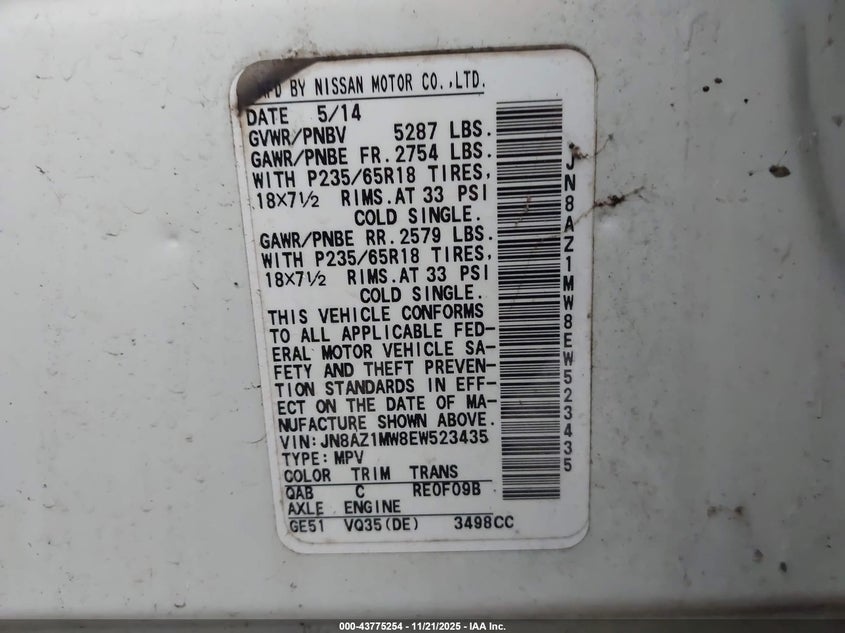 MFD BY NISSAN MOTOR CO.,LTD.
DATE 5/14
GVWR/PNBV 5287 LBS.
GAWR/PNBE FR.2754 LBS.
WITH P235/65R18 TIRES,
18×7½ RIMS.AT 33 PSI
COLD SINGLE.
GAWR/PNBE RR.2579 LBS.
WITH P235/65R18 TIRES,
18×7½ RIMS.AT 33 PSI
COLD SINGLE.
THIS VEHICLE CONFORMS
TO ALL APPLICABLE FED-
ERAL MOTOR VEHICLE SA-
FETY AND THEFT PREVEN-
TION STANDARDS IN EFF-
ECT ON THE DATE OF MA-
NUFACTURE SHOWN ABOVE.
VIN:JN8AZ1MW8EW523435
TYPE:MPV
COLOR TRIM TRANS
QAB C RE0F09B
AXLE ENGINE
GE51 VQ35(DE) 3498CC
JN8AZ1MW8EW523435
000-43775254 - 11/21/2025 - IAA Inc.